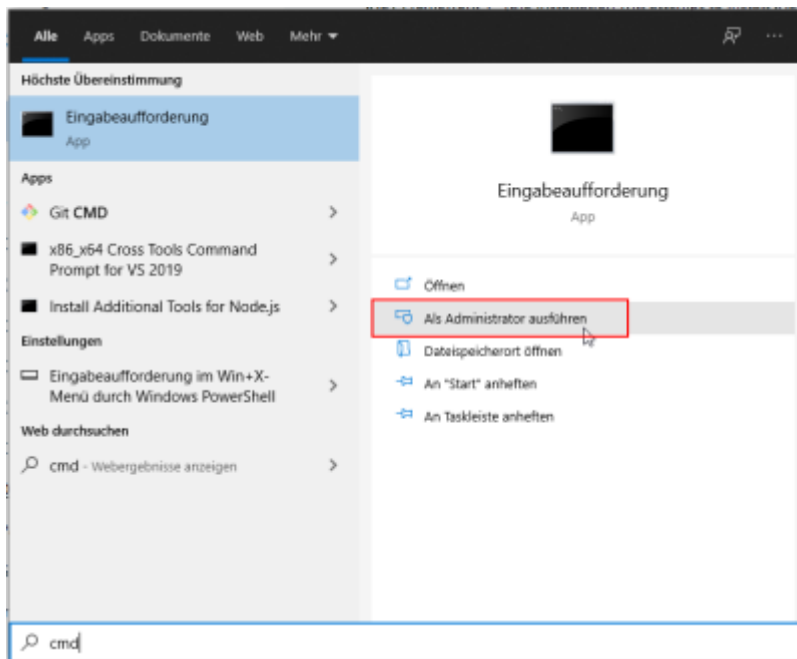 Alle Apps Dokumente Web Mehr
Höchste Übereinstimmung
Eingabeaufforderung
App
Apps
Git CMD
x86_x64 Cross Tools Command
Prompt for VS 2019
Install Additional Tools for Node.js
Einstellungen
Eingabeaufforderung im Win+X-
Menü durch Windows PowerShell
Web durchsuchen
cmd - Webergebnisse anzeigen
Eingabeaufforderung
App
Öffnen
Als Administrator ausführen
Dateispeicherort öffnen
An "Start" anheften
An Taskleiste anheften
cmd